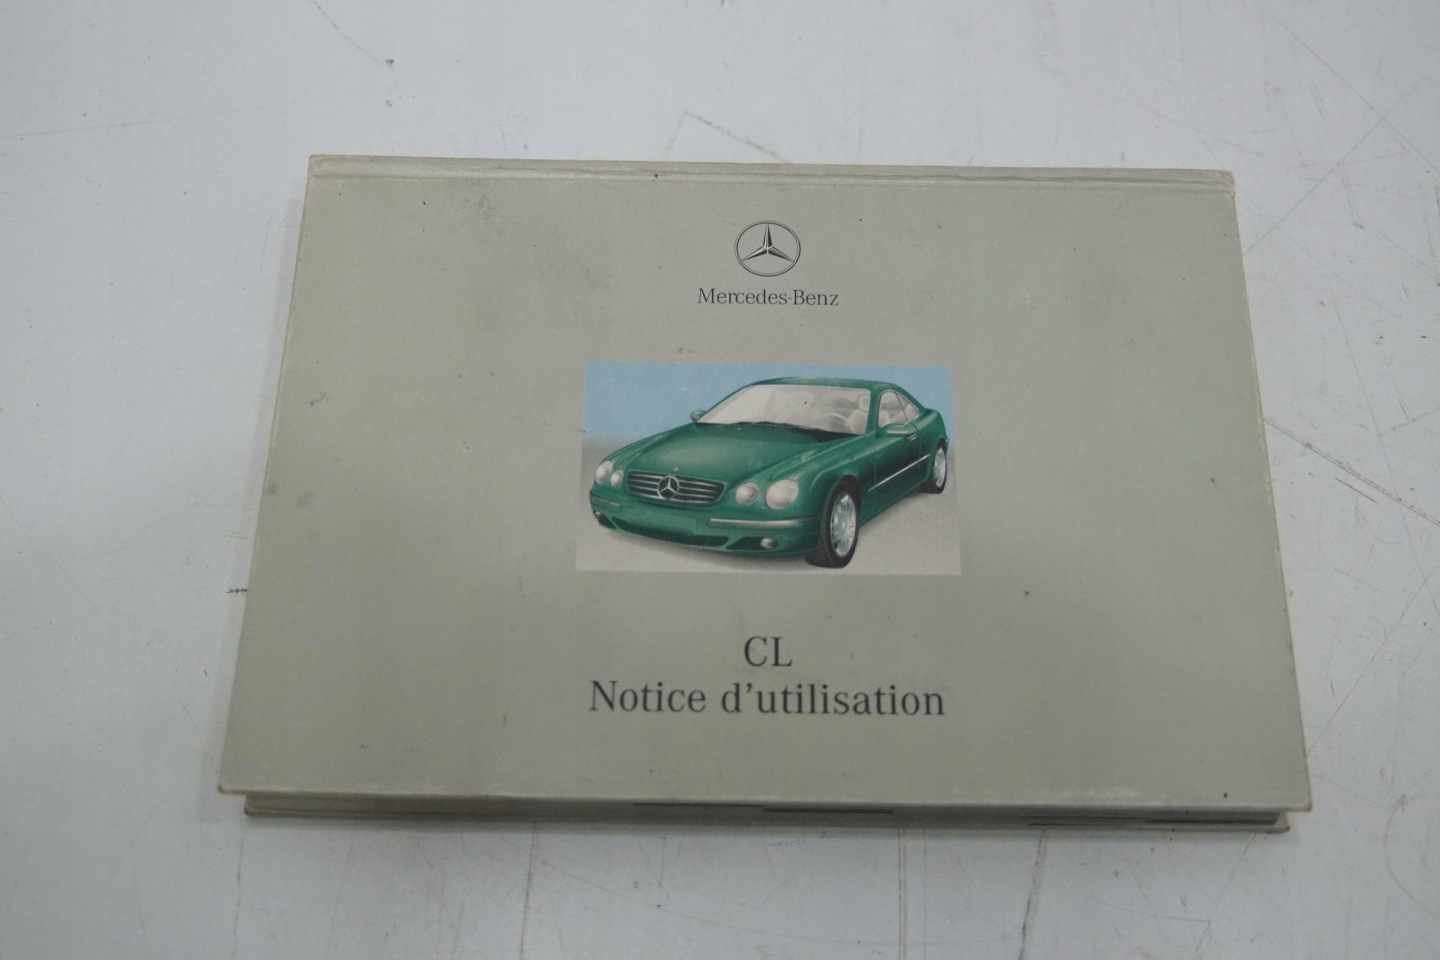 Mercedes-Benz
CL
Notice d'utilisation